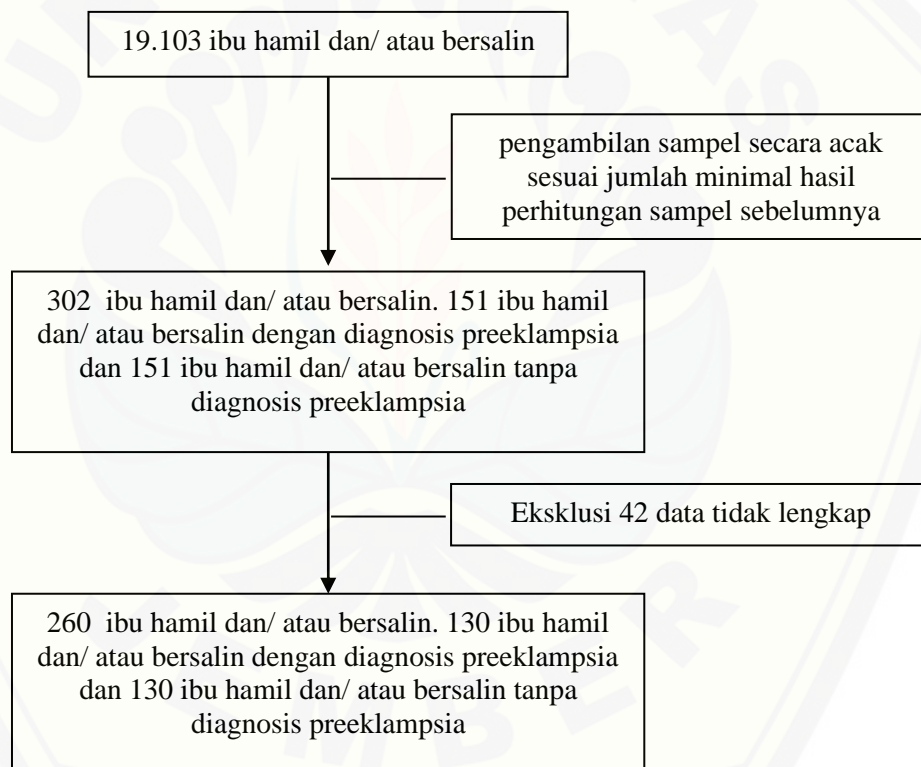 19.103 ibu hamil dan/ atau bersalin
pengambilan sampel secara acak
sesuai jumlah minimal hasil
perhitungan sampel sebelumnya
302 ibu hamil dan/ atau bersalin. 151 ibu hamil
dan/ atau bersalin dengan diagnosis preeklampsia
dan 151 ibu hamil dan/ atau bersalin tanpa
diagnosis preeklampsia
Eksklusi 42 data tidak lengkap
260 ibu hamil dan/ atau bersalin. 130 ibu hamil
dan/ atau bersalin dengan diagnosis preeklampsia
dan 130 ibu hamil dan/ atau bersalin tanpa
diagnosis preeklampsia